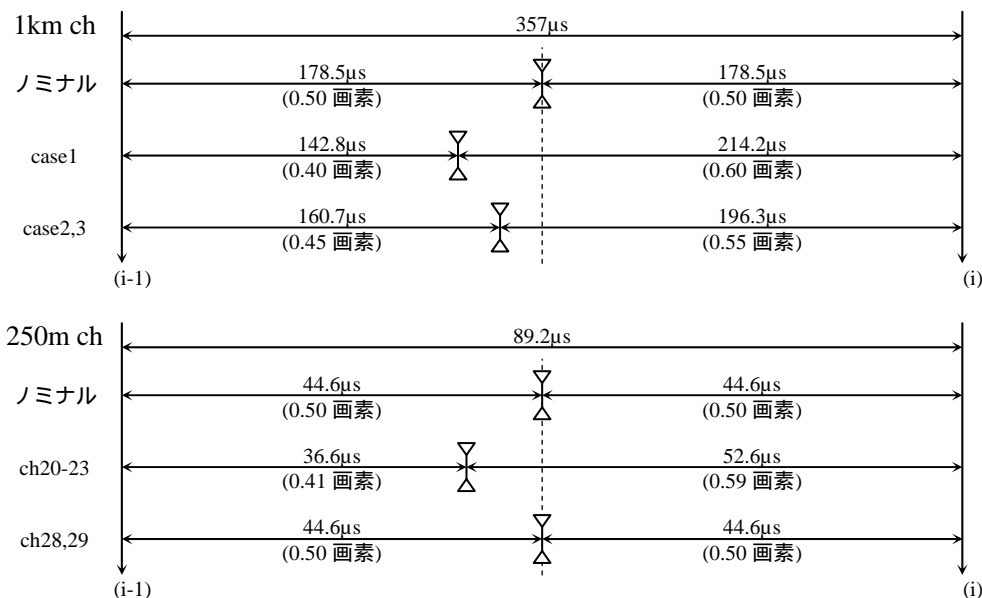 1km ch
357μs
ノミナル 178.5μs 178.5μs
(0.50 画素) (0.50 画素)
case1 142.8μs 214.2μs
(0.40 画素) (0.60 画素)
case2,3 160.7μs 196.3μs
(0.45 画素) (0.55 画素)
(i-1) (i)
250m ch
89.2μs
ノミナル 44.6μs 44.6μs
(0.50 画素) (0.50 画素)
ch20-23 36.6μs 52.6μs
(0.41 画素) (0.59 画素)
ch28,29 44.6μs 44.6μs
(0.50 画素) (0.50 画素)
(i-1) (i)